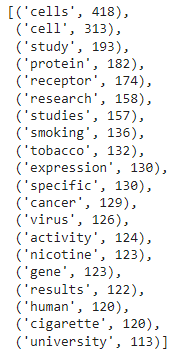 [('cells', 418),
('cell', 313),
('study', 193),
('protein', 182),
('receptor', 174),
('research', 158),
('studies', 157),
('smoking', 136),
('tobacco', 132),
('expression', 130),
('specific', 130),
('cancer', 129),
('virus', 126),
('activity', 124),
('nicotine', 123),
('gene', 123),
('results', 122),
('human', 120),
('cigarette', 120),
('university', 113)]